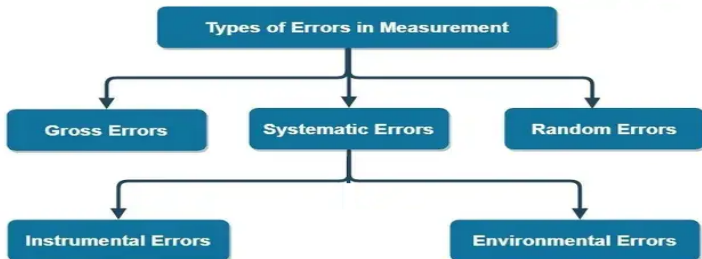 Types of Errors in Measurement
Gross Errors
Systematic Errors
Random Errors
Instrumental Errors
Environmental Errors